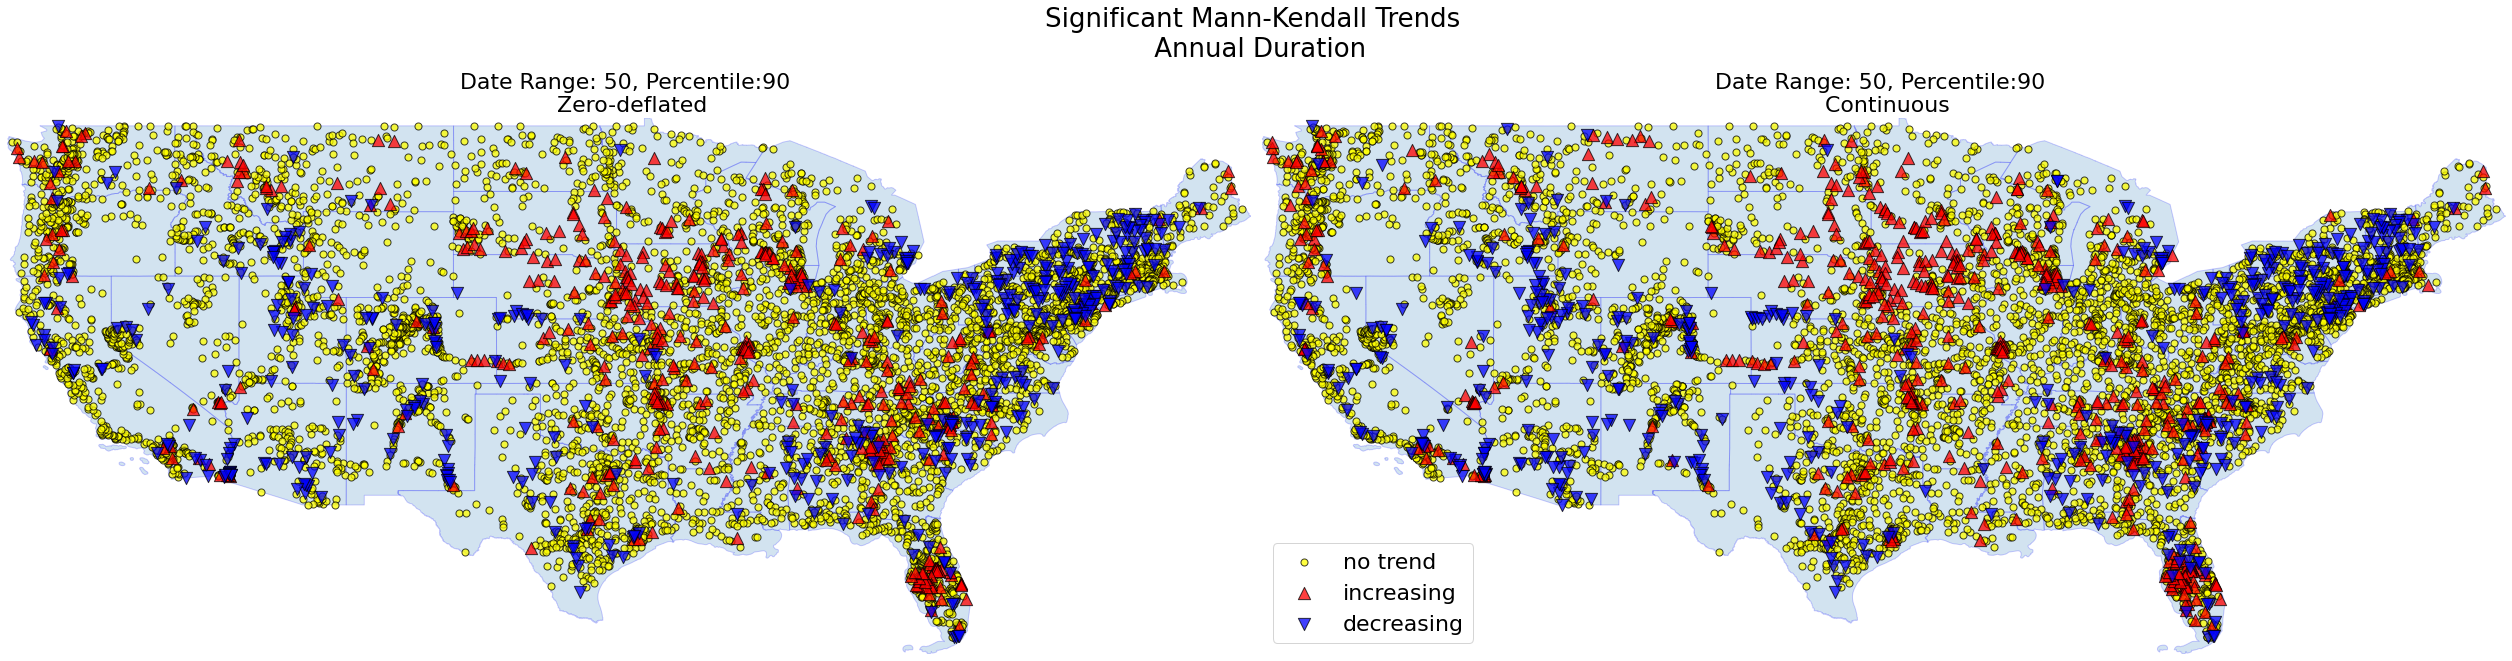 Significant Mann-Kendall Trends
Annual Duration
Date Range: 50, Percentile:90
Zero-deflated
Date Range: 50, Percentile:90
Continuous
no trend
increasing
decreasing